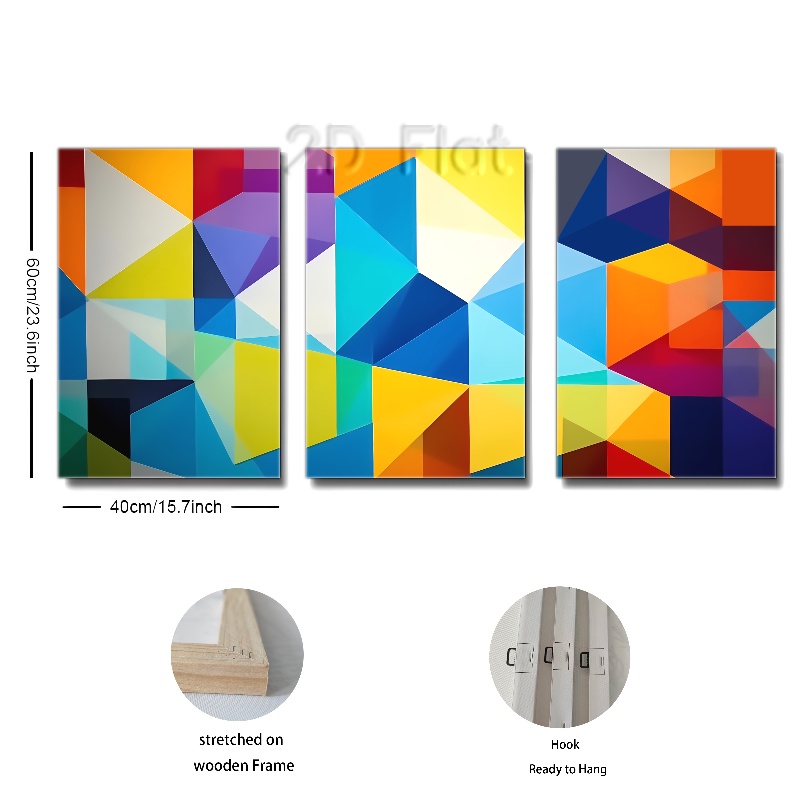 2D Flat
60cm/23.6inch
40cm/15.7inch
stretched on
wooden Frame
Hook
Ready to Hang